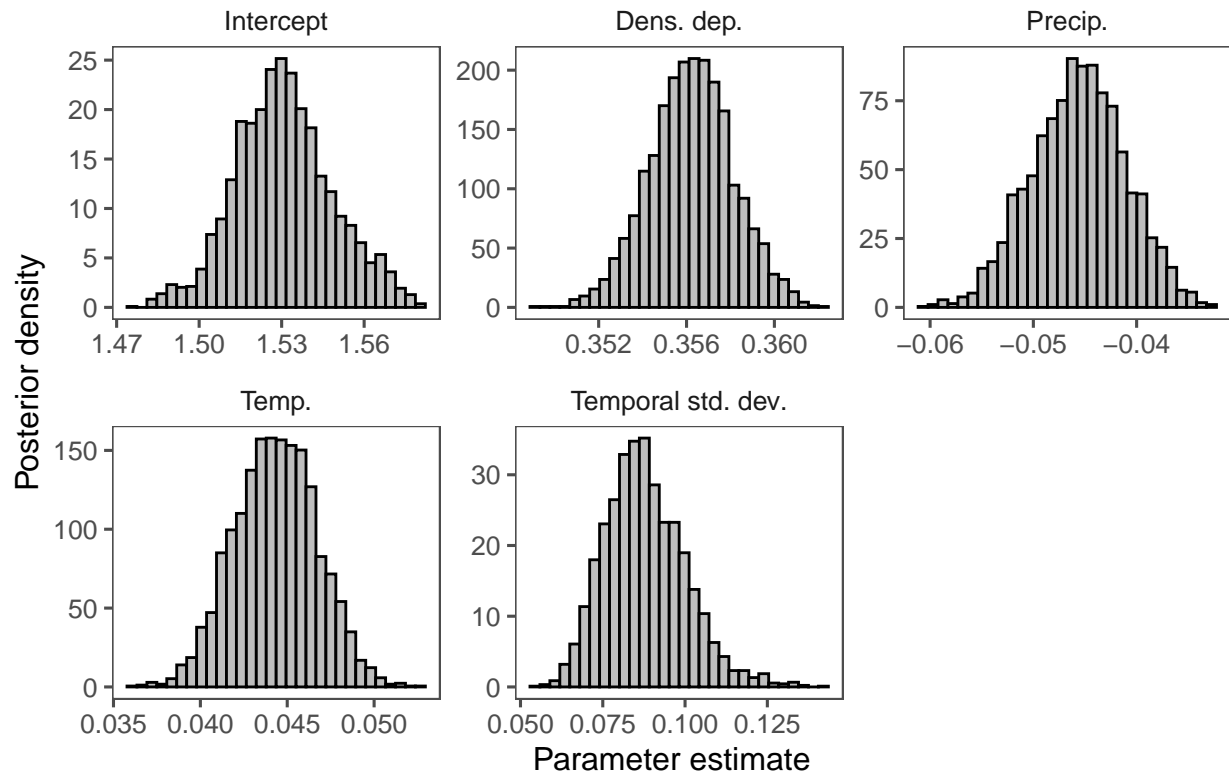 Intercept
Dens. dep.
Precip.
25
20
15
10
5
0
200
150
100
50
0
75
50
25
0
1.47 1.50 1.53 1.56
0.352 0.356 0.360
−0.06 −0.05 −0.04
Posterior density
Temp.
Temporal std. dev.
150
100
50
0
30
20
10
0
0.035 0.040 0.045 0.050
0.050 0.075 0.100 0.125
Parameter estimate